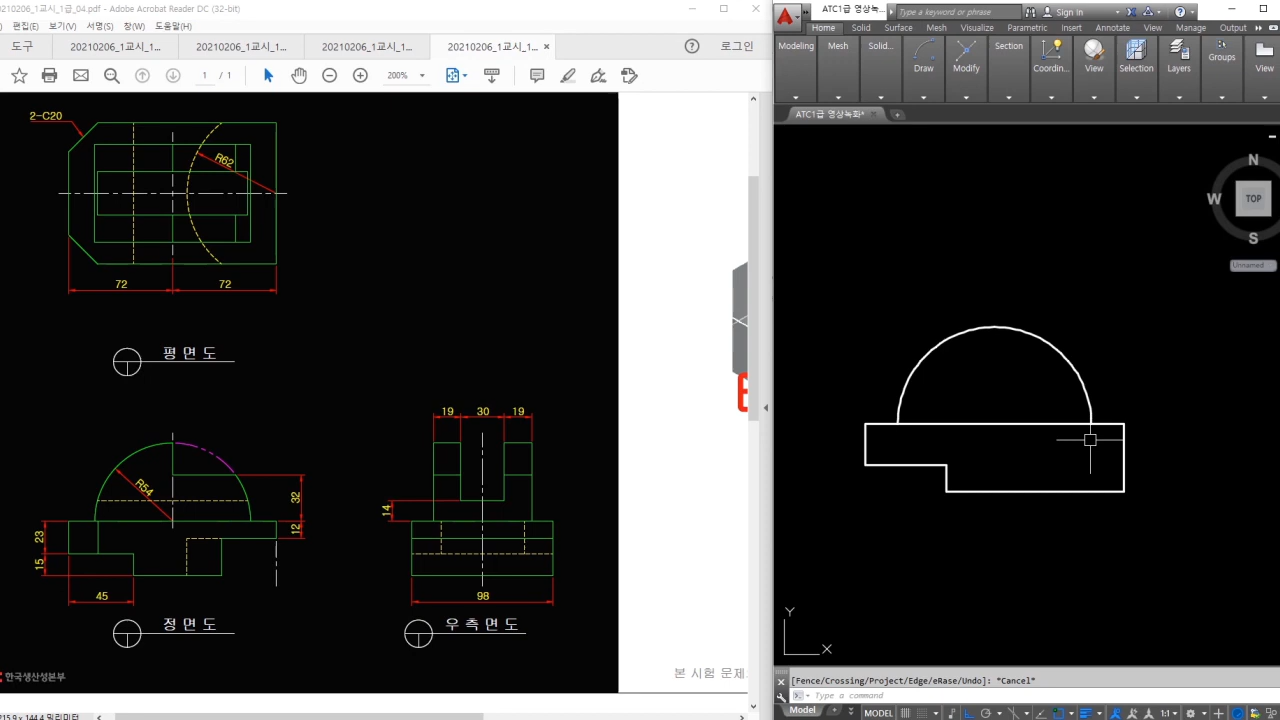 20210206_1교시_1급_04.pdf - Adobe Acrobat Reader DC (32-bit)
편집(E) 보기(V) 서명(S) 창(W) 도움말(H)
도구 20210206_1교시_1... 20210206_1교시_1... 20210206_1교시_1... 20210206_1교시_1... × 로그인
1 / 1 200%
2-C20
R62
72 72
평 면 도
R54
32
12
23
15
45
정 면 도
19 30 19
14
98
우 측 면 도
한국생산성본부
본 시험 문제
215.9 x 144.4 밀리미터
ATC1급 영상녹화...
Type a keyword or phrase
Sign In
Home Solid Surface Mesh Visualize Parametric Insert Annotate View Manage Output
Modeling Mesh Solid... Draw Modify Section Coordin... View Selection Layers Groups View
ATC1급 영상녹화*
N
W TOP
S
Unnamed
Y
X
[Fence/Crossing/Project/Edge/eRase/Undo]: *Cancel*
Type a command
Model MODEL 1:1